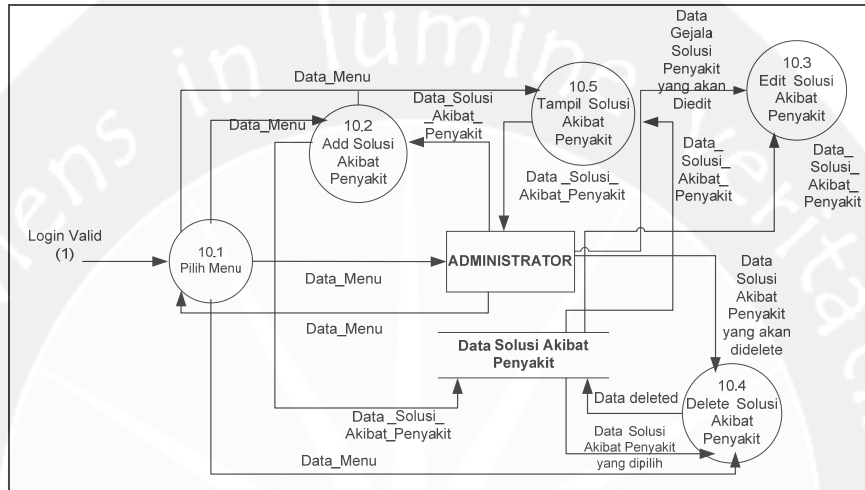 Data
Gejala
Solusi
Penyakit
yang akan
Diedit
10.3
Edit Solusi
Akibat
Penyakit
Data_Menu
10.5
Tampil Solusi
Akibat
Penyakit
Data_Menu
10.2
Add Solusi
Akibat
Penyakit
Data_Solusi
_Akibat_
Penyakit
Data_
Solusi_
Akibat_
Penyakit
Data_
Solusi_
Akibat_
Penyakit
Data _Solusi_
Akibat_Penyakit
Login Valid
(1)
10.1
Pilih Menu
ADMINISTRATOR
Data_Menu
Data_Menu
Data
Solusi
Akibat
Penyakit
yang akan
didelete
Data Solusi Akibat
Penyakit
10.4
Delete Solusi
Akibat
Penyakit
Data deleted
Data _Solusi_
Akibat_Penyakit
Data Solusi
Akibat Penyakit
yang dipilih
Data_Menu
ens in lumine veritat